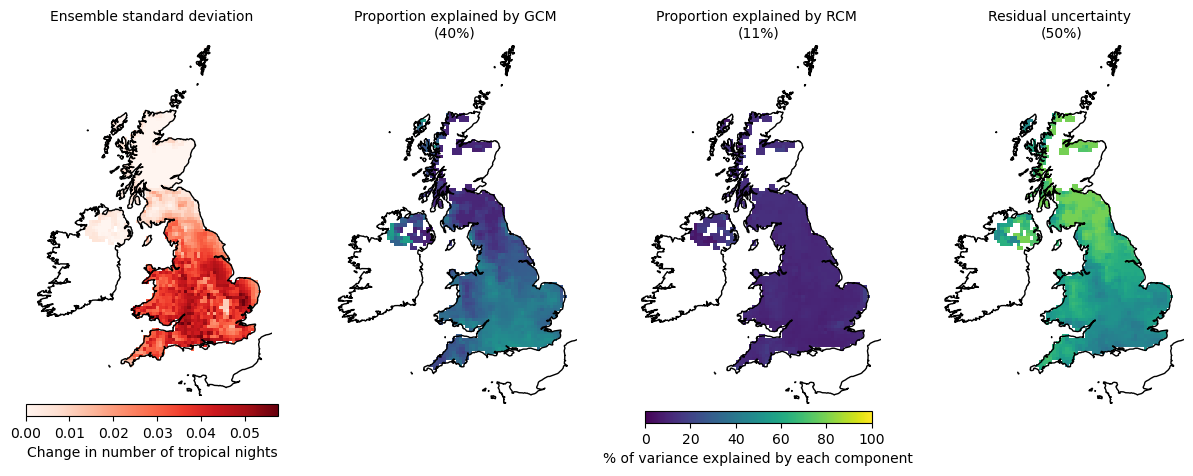 Ensemble standard deviation
Proportion explained by GCM
(40%)
Proportion explained by RCM
(11%)
Residual uncertainty
(50%)
0.00 0.01 0.02 0.03 0.04 0.05
Change in number of tropical nights
0 20 40 60 80 100
% of variance explained by each component